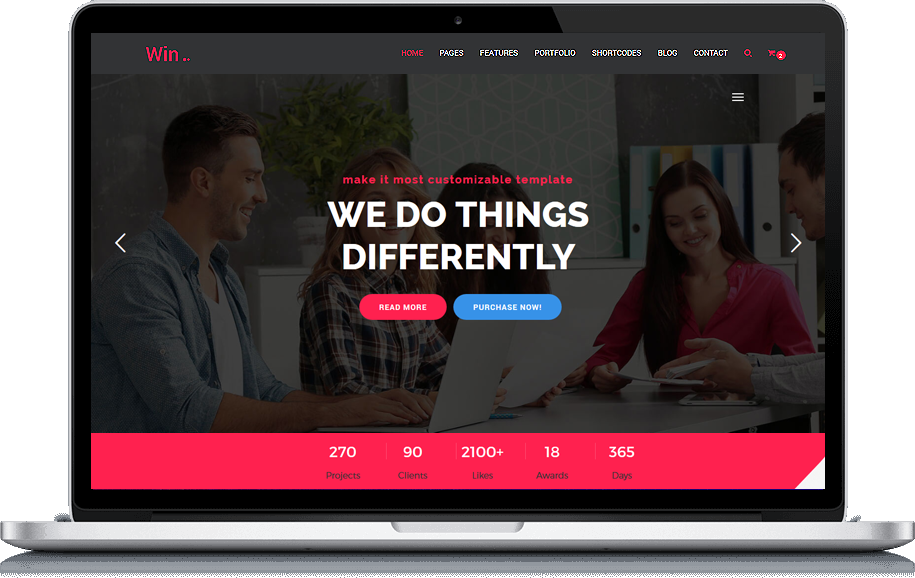 Win ..
HOME PAGES FEATURES PORTFOLIO SHORTCODES BLOG CONTACT 2
make it most customizable template
WE DO THINGS
DIFFERENTLY
READ MORE PURCHASE NOW!
270 90 2100+ 18 365
Projects Clients Likes Awards Days